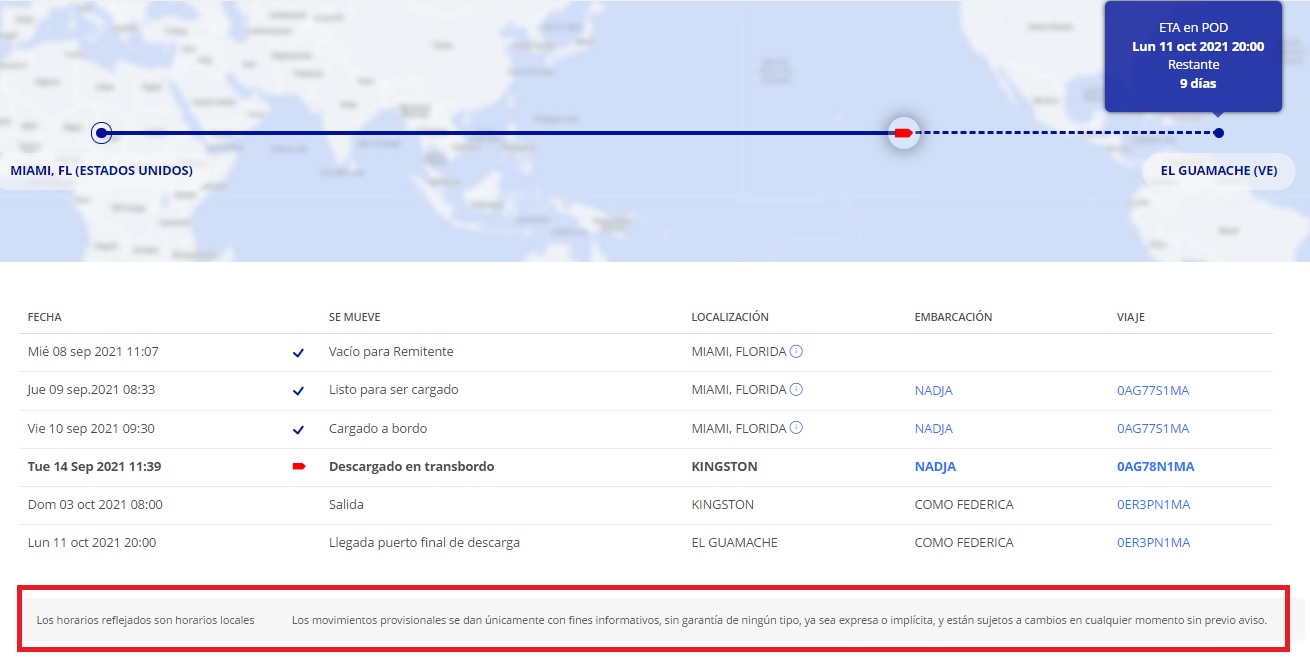 ETA en POD
Lun 11 oct 2021 20:00
Restante
9 días
MIAMI, FL (ESTADOS UNIDOS)
EL GUAMACHE (VE)
FECHA SE MUEVE LOCALIZACIÓN EMBARCACIÓN VIAJE
Mié 08 sep 2021 11:07 Vacío para Remitente MIAMI, FLORIDA
Jue 09 sep.2021 08:33 Listo para ser cargado MIAMI, FLORIDA NADJA 0AG77S1MA
Vie 10 sep 2021 09:30 Cargado a bordo MIAMI, FLORIDA NADJA 0AG77S1MA
Tue 14 Sep 2021 11:39 Descargado en transbordo KINGSTON NADJA 0AG78N1MA
Dom 03 oct 2021 08:00 Salida KINGSTON COMO FEDERICA 0ER3PN1MA
Lun 11 oct 2021 20:00 Llegada puerto final de descarga EL GUAMACHE COMO FEDERICA 0ER3PN1MA
Los horarios reflejados son horarios locales Los movimientos provisionales se dan únicamente con fines informativos, sin garantía de ningún tipo, ya sea expresa o implícita, y están sujetos a cambios en cualquier momento sin previo aviso.